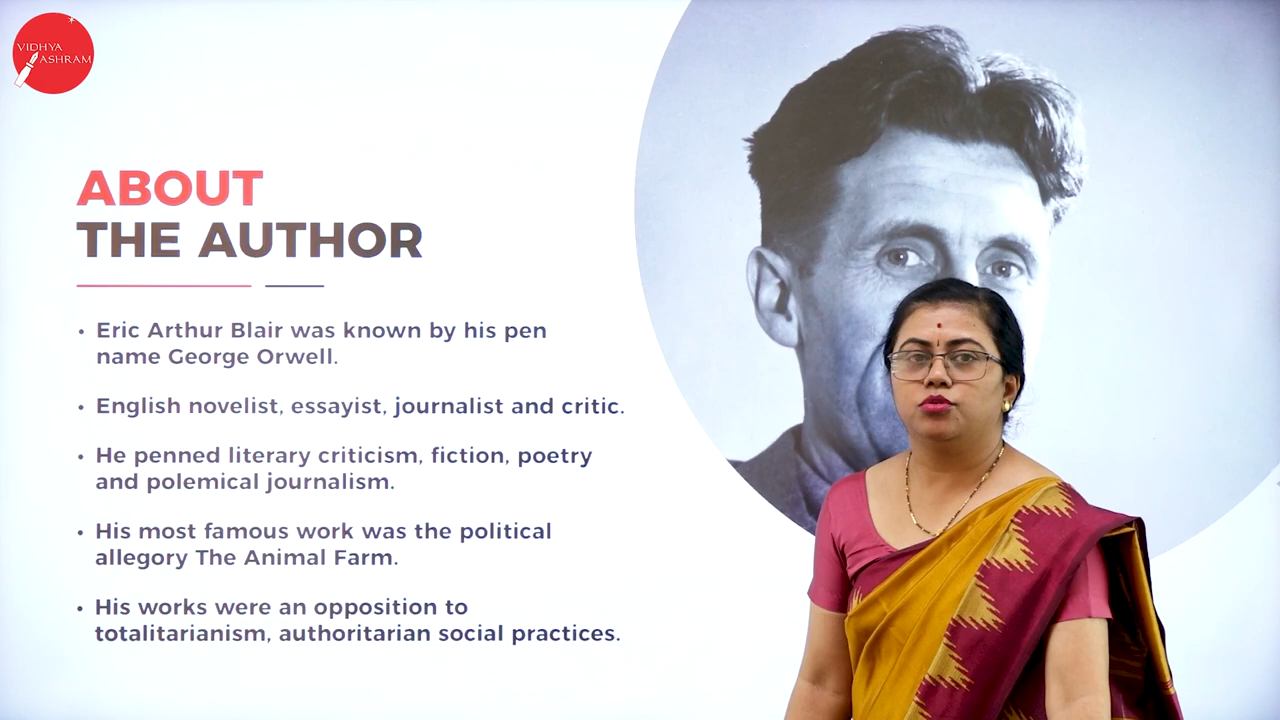 VIDHYA
ASHRAM
ABOUT
THE AUTHOR
• Eric Arthur Blair was known by his pen
name George Orwell.
• English novelist, essayist, journalist and critic.
• He penned literary criticism, fiction, poetry
and polemical journalism.
• His most famous work was the political
allegory The Animal Farm.
• His works were an opposition to
totalitarianism, authoritarian social practices.